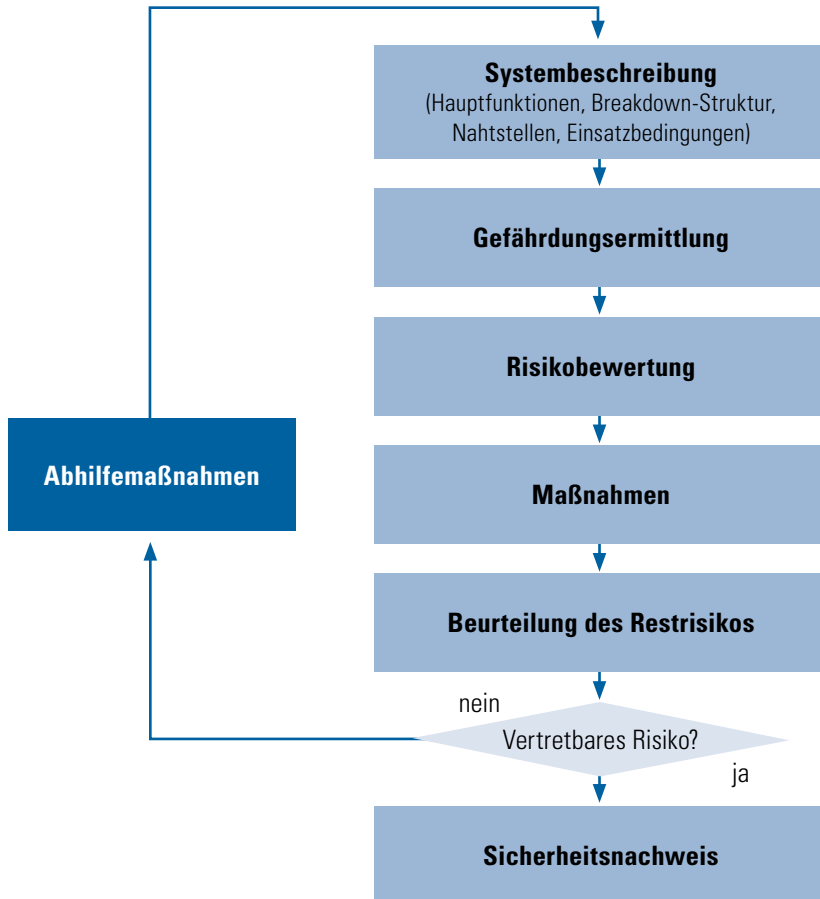 Systembeschreibung
(Hauptfunktionen, Breakdown-Struktur,
Nahtstellen, Einsatzbedingungen)
Gefährdungsermittlung
Risikobewertung
Abhilfemaßnahmen
Maßnahmen
Beurteilung des Restrisikos
nein
Vertretbares Risiko?
ja
Sicherheitsnachweis